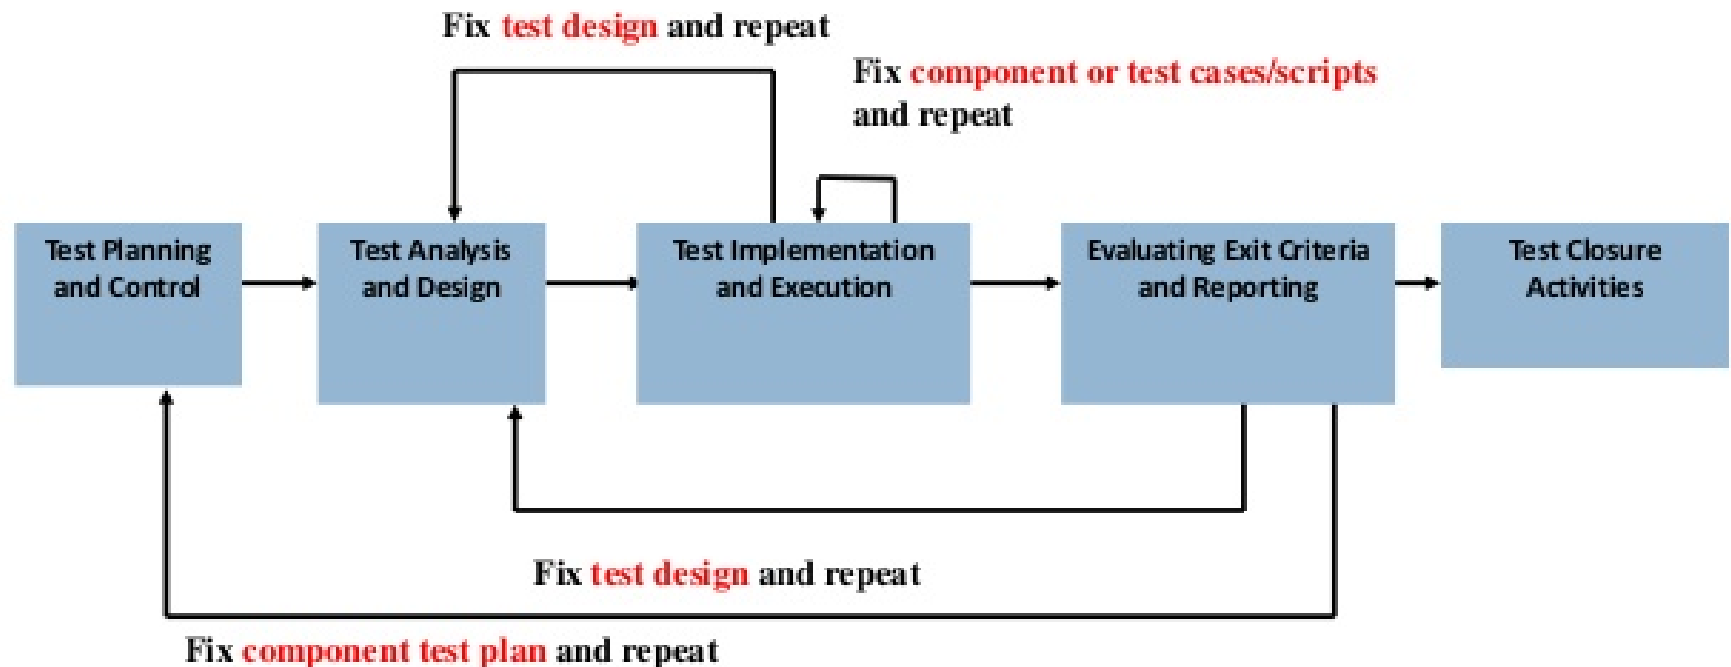 Fix test design and repeat
Fix component or test cases/scripts
and repeat
Test Planning
and Control
Test Analysis
and Design
Test Implementation
and Execution
Evaluating Exit Criteria
and Reporting
Test Closure
Activities
Fix test design and repeat
Fix component test plan and repeat